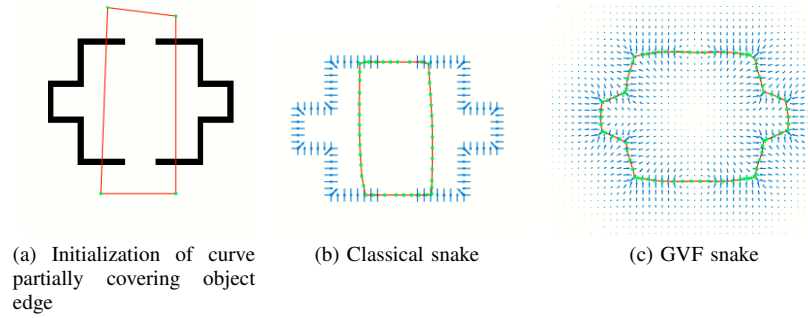 (a) Initialization of curve
partially covering object
edge
(b) Classical snake
(c) GVF snake